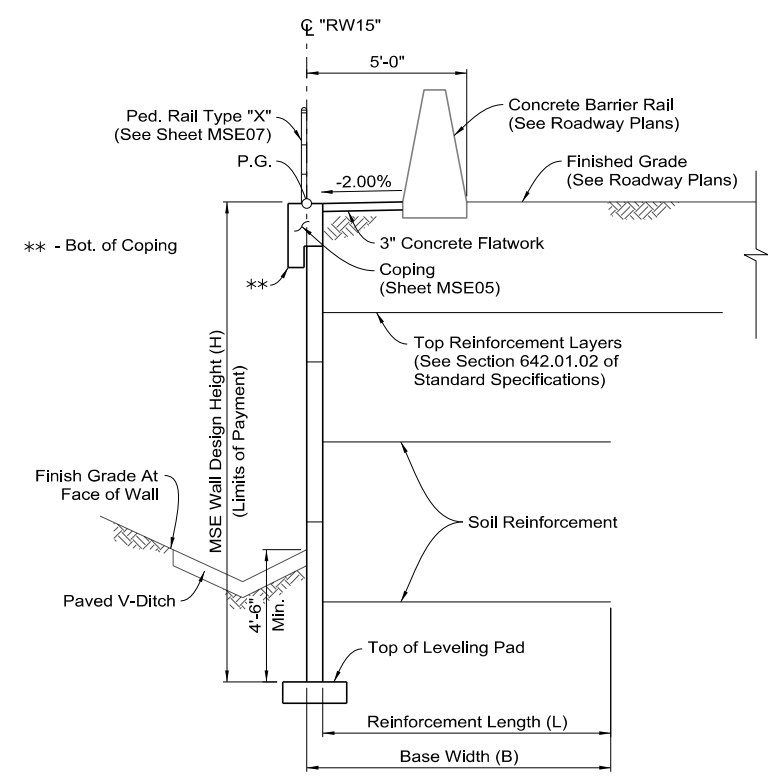 ℄ "RW15"
5'-0"
Ped. Rail Type "X"
(See Sheet MSE07)
P.G.
Concrete Barrier Rail
(See Roadway Plans)
-2.00%
Finished Grade
(See Roadway Plans)
** - Bot. of Coping
3" Concrete Flatwork
Coping
(Sheet MSE05)
**
Top Reinforcement Layers
(See Section 642.01.02 of
Standard Specifications)
MSE Wall Design Height (H)
(Limits of Payment)
Finish Grade At
Face of Wall
Soil Reinforcement
Paved V-Ditch
4'-6"
Min.
Top of Leveling Pad
Reinforcement Length (L)
Base Width (B)